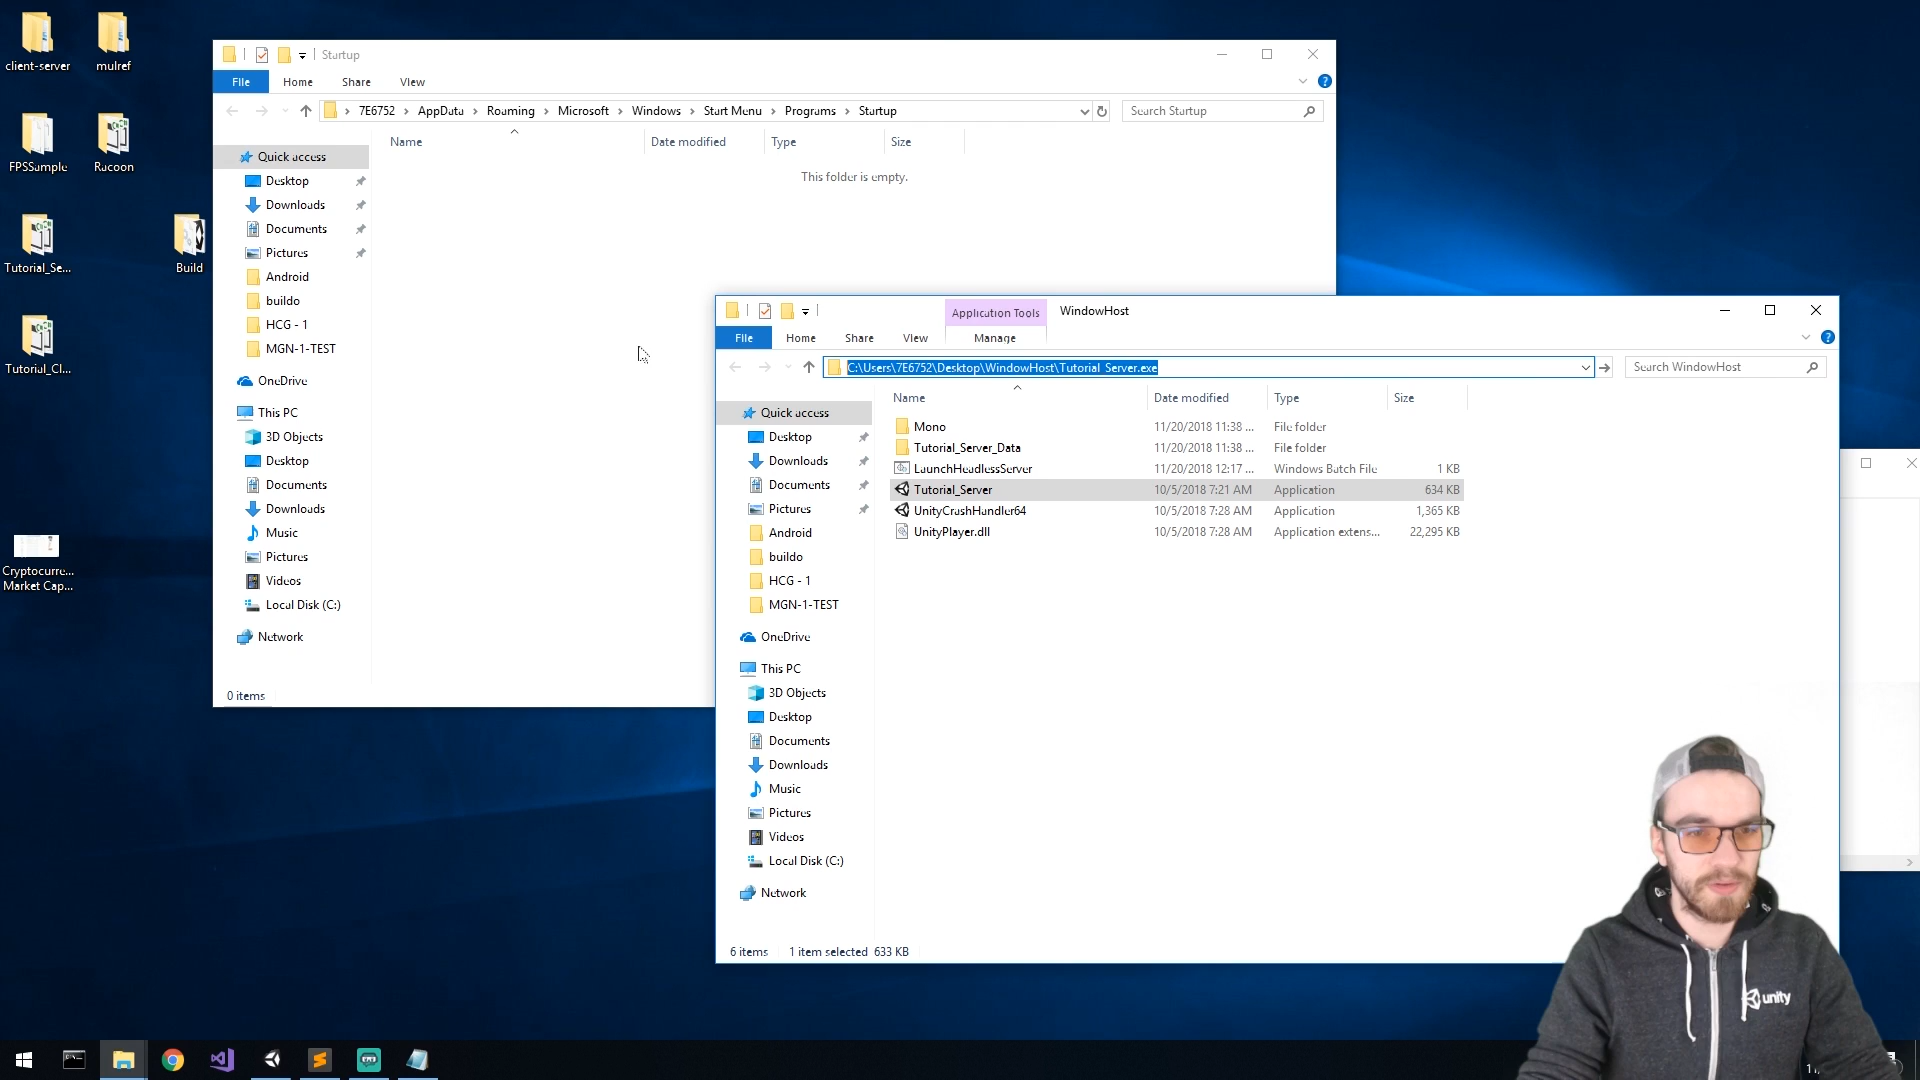 client-server
mulref
FPSSample
Racoon
Tutorial_Se...
Build
Tutorial_Cl...
Cryptocurre...
Market Cap...
Startup
File
Home
Share
View
7E6752 > AppData > Roaming > Microsoft > Windows > Start Menu > Programs > Startup
Search Startup
Name
Date modified
Type
Size
This folder is empty.
Quick access
Desktop
Downloads
Documents
Pictures
Android
buildo
HCG - 1
MGN-1-TEST
OneDrive
This PC
3D Objects
Desktop
Documents
Downloads
Music
Pictures
Videos
Local Disk (C:)
Network
0 items
Application Tools
WindowHost
File
Home
Share
View
Manage
C:\Users\7E6752\Desktop\WindowHost\Tutorial_Server.exe
Search WindowHost
Name
Date modified
Type
Size
Quick access
Desktop
Downloads
Documents
Pictures
Android
buildo
HCG - 1
MGN-1-TEST
OneDrive
This PC
3D Objects
Desktop
Documents
Downloads
Music
Pictures
Videos
Local Disk (C:)
Network
Mono 11/20/2018 11:38 ... File folder
Tutorial_Server_Data 11/20/2018 11:38 ... File folder
LaunchHeadlessServer 11/20/2018 12:17 ... Windows Batch File 1 KB
Tutorial_Server 10/5/2018 7:21 AM Application 634 KB
UnityCrashHandler64 10/5/2018 7:28 AM Application 1,365 KB
UnityPlayer.dll 10/5/2018 7:28 AM Application extens... 22,295 KB
6 items 1 item selected 633 KB
unity